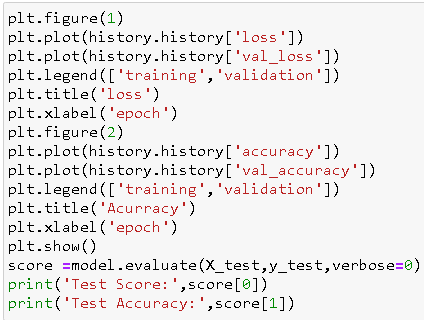 plt.figure(1)
plt.plot(history.history['loss'])
plt.plot(history.history['val_loss'])
plt.legend(['training','validation'])
plt.title('loss')
plt.xlabel('epoch')
plt.figure(2)
plt.plot(history.history['accuracy'])
plt.plot(history.history['val_accuracy'])
plt.legend(['training','validation'])
plt.title('Acurracy')
plt.xlabel('epoch')
plt.show()
score =model.evaluate(X_test,y_test,verbose=0)
print('Test Score:',score[0])
print('Test Accuracy:',score[1])